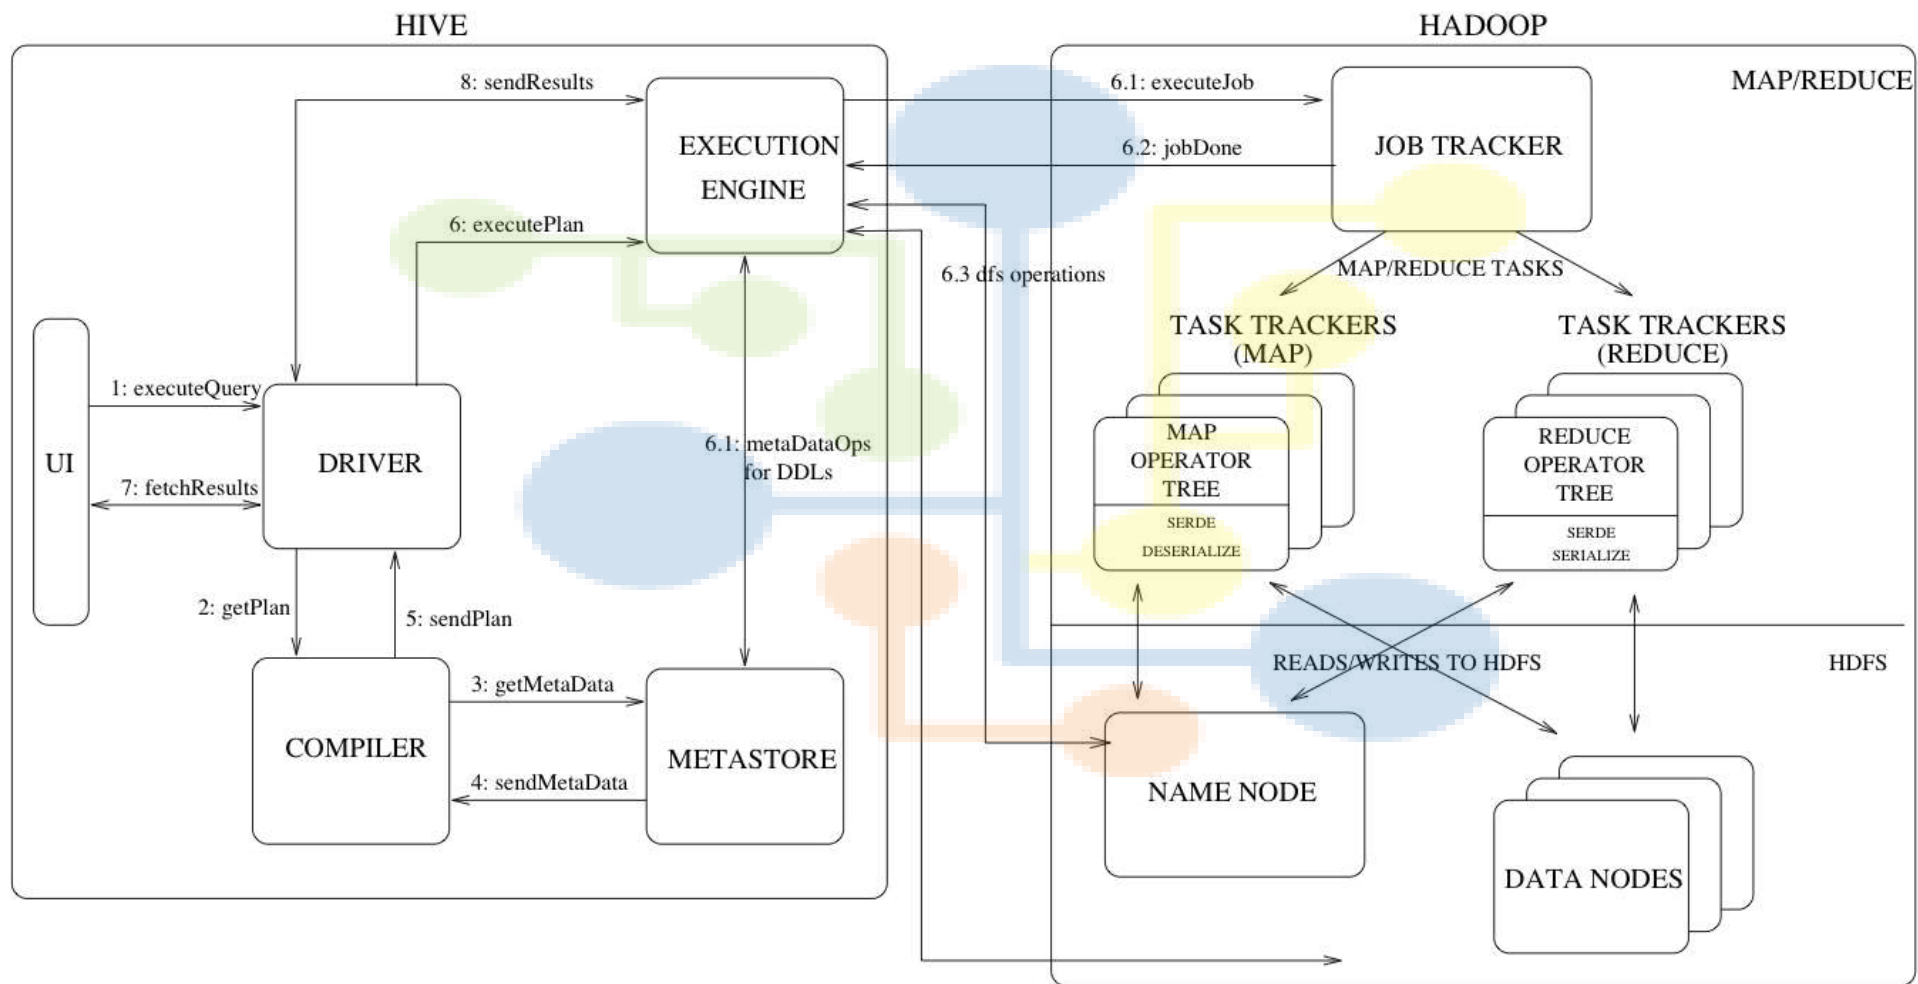 HIVE
HADOOP
MAP/REDUCE
8: sendResults
EXECUTION
ENGINE
6.1: executeJob
6.2: jobDone
JOB TRACKER
6: executePlan
6.3 dfs operations
MAP/REDUCE TASKS
TASK TRACKERS
(MAP)
TASK TRACKERS
(REDUCE)
UI
1: executeQuery
DRIVER
7: fetchResults
6.1: metaDataOps
for DDLs
MAP
OPERATOR
TREE
SERDE
DESERIALIZE
REDUCE
OPERATOR
TREE
SERDE
SERIALIZE
2: getPlan
5: sendPlan
READS/WRITES TO HDFS
HDFS
COMPILER
3: getMetaData
4: sendMetaData
METASTORE
NAME NODE
DATA NODES